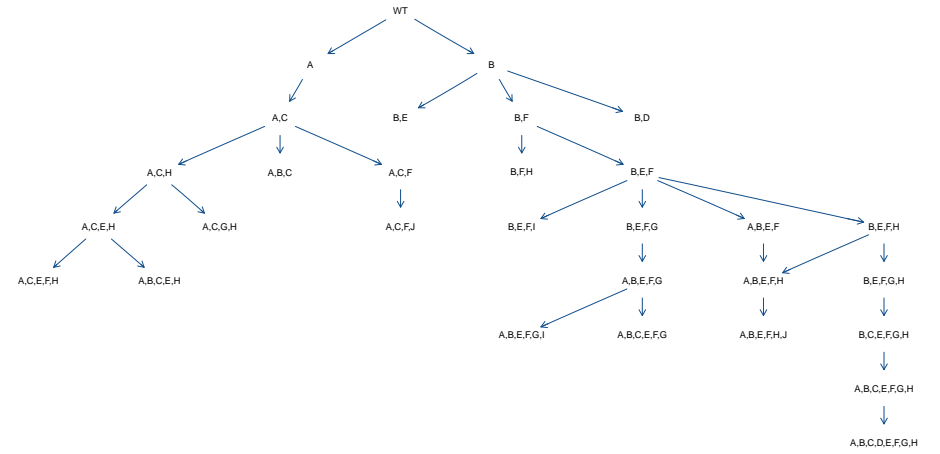 WT
A
B
A,C
B,E
B,F
B,D
A,C,H
A,B,C
A,C,F
B,F,H
B,E,F
A,C,E,H
A,C,G,H
A,C,F,J
B,E,F,I
B,E,F,G
A,B,E,F
B,E,F,H
A,C,E,F,H
A,B,C,E,H
A,B,E,F,G
A,B,E,F,H
B,E,F,G,H
A,B,E,F,G,I
A,B,C,E,F,G
A,B,E,F,H,J
B,C,E,F,G,H
A,B,C,E,F,G,H
A,B,C,D,E,F,G,H